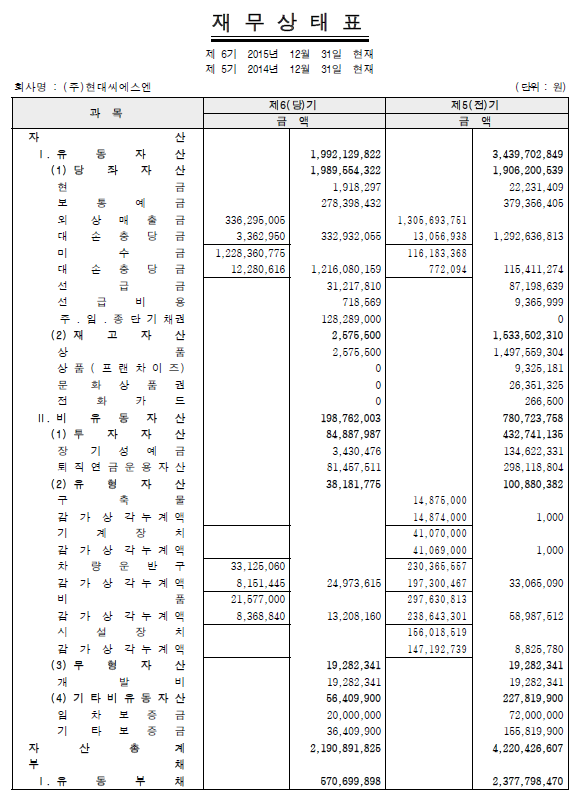 재 무 상 태 표
제 6기 2015년 12월 31일 현재
제 5기 2014년 12월 31일 현재
회사명 : (주)현대씨에스엔 (단위 : 원)
과 목 제6(당)기 제5(전)기
금 액 금 액
자 산
Ⅰ. 유 동 자 산 1,992,129,822 3,439,702,849
(1) 당 좌 자 산 1,989,554,322 1,906,200,539
현 금 1,918,297 22,231,409
보 통 예 금 278,398,432 379,356,405
외 상 매 출 금 336,295,005 1,305,693,751
대 손 충 당 금 3,362,950 332,932,055 13,056,938 1,292,636,813
미 수 금 1,228,360,775 116,183,368
대 손 충 당 금 12,280,616 1,216,080,159 772,094 115,411,274
선 급 금 31,217,810 87,198,639
선 급 비 용 718,569 9,365,999
주 . 임 . 종 단 기 채 권 128,289,000 0
(2) 재 고 자 산 2,575,500 1,533,502,310
상 품 2,575,500 1,497,559,304
상 품 ( 프 랜 차 이 즈 ) 0 9,325,181
문 화 상 품 권 0 26,351,325
전 화 카 드 0 266,500
Ⅱ. 비 유 동 자 산 198,762,003 780,723,758
(1) 투 자 자 산 84,887,987 432,741,135
장 기 성 예 금 3,430,476 134,622,331
퇴 직 연 금 운 용 자 산 81,457,511 298,118,804
(2) 유 형 자 산 38,181,775 100,880,382
구 축 물 14,875,000
감 가 상 각 누 계 액 14,874,000 1,000
기 계 장 치 41,070,000
감 가 상 각 누 계 액 41,069,000 1,000
차 량 운 반 구 33,125,060 230,365,557
감 가 상 각 누 계 액 8,151,445 24,973,615 197,300,467 33,065,090
비 품 21,577,000 297,630,813
감 가 상 각 누 계 액 8,368,840 13,208,160 238,643,301 58,987,512
시 설 장 치 156,018,519
감 가 상 각 누 계 액 147,192,739 8,825,780
(3) 무 형 자 산 19,282,341 19,282,341
개 발 비 19,282,341 19,282,341
(4) 기 타 비 유 동 자 산 56,409,900 227,819,900
임 차 보 증 금 20,000,000 72,000,000
기 타 보 증 금 36,409,900 155,819,900
자 산 총 계 2,190,891,825 4,220,426,607
부 채
Ⅰ. 유 동 부 채 570,699,898 2,377,798,470